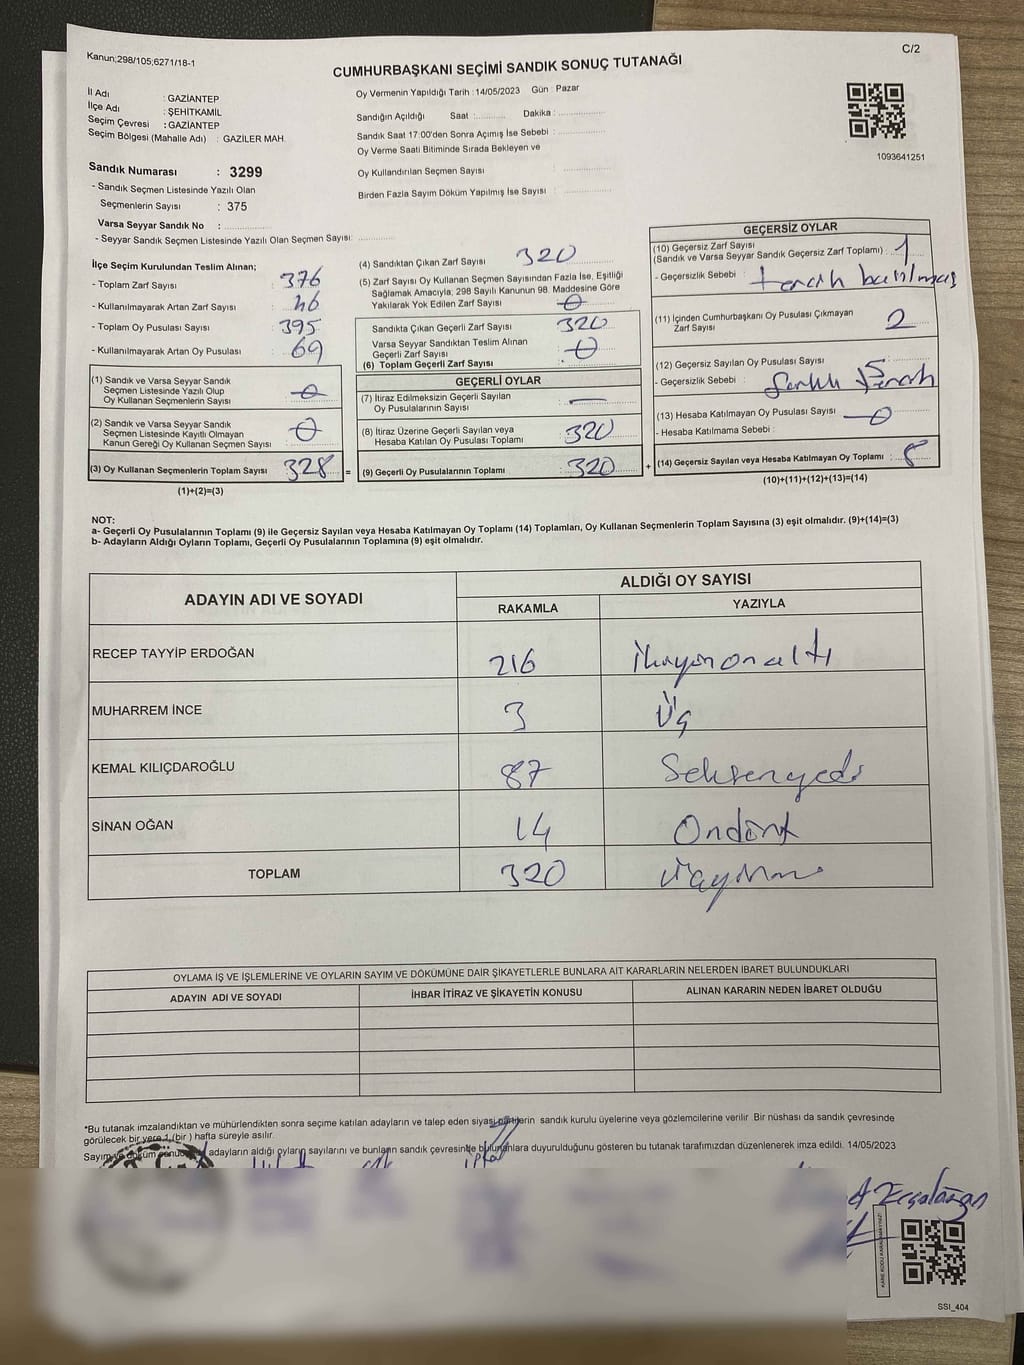 Kanun;298/105;6271/18-1
C/2
CUMHURBAŞKANI SEÇİMİ SANDIK SONUÇ TUTANAĞI
İl Adı : GAZİANTEP
İlçe Adı : ŞEHİTKAMİL
Seçim Çevresi : GAZİANTEP
Seçim Bölgesi (Mahalle Adı) : GAZİLER MAH.
Oy Vermenin Yapıldığı Tarih : 14/05/2023 Gün : Pazar
Sandığın Açıldığı Saat :.......... Dakika :..........
Sandık Saat 17:00'den Sonra Açımış İse Sebebi :..........
Oy Verme Saati Bitiminde Sırada Bekleyen ve
Oy Kullandırılan Seçmen Sayısı ..........
Birden Fazla Sayım Döküm Yapılmış İse Sayısı ..........
1093641251
Sandık Numarası : 3299
- Sandık Seçmen Listesinde Yazılı Olan
Seçmenlerin Sayısı : 375
Varsa Seyyar Sandık No :..........
- Seyyar Sandık Seçmen Listesinde Yazılı Olan Seçmen Sayısı:..........
İlçe Seçim Kurulundan Teslim Alınan;
- Toplam Zarf Sayısı : 376
- Kullanılmayarak Artan Zarf Sayısı : 46
- Toplam Oy Pusulası Sayısı : 395
- Kullanılmayarak Artan Oy Pusulası : 69
(1) Sandık ve Varsa Seyyar Sandık
Seçmen Listesinde Yazılı Olup
Oy Kullanan Seçmenlerin Sayısı : 0
(2) Sandık ve Varsa Seyyar Sandık
Seçmen Listesinde Kayıtlı Olmayan
Kanun Gereği Oy Kullanan Seçmen Sayısı : 0
(3) Oy Kullanan Seçmenlerin Toplam Sayısı : 328 =
(1)+(2)=(3)
(4) Sandıktan Çıkan Zarf Sayısı : 320
(5) Zarf Sayısı Oy Kullanan Seçmen Sayısından Fazla İse, Eşitliği
Sağlamak Amacıyla, 298 Sayılı Kanunun 98. Maddesine Göre
Yakılarak Yok Edilen Zarf Sayısı : 0
Sandıkta Çıkan Geçerli Zarf Sayısı : 320
Varsa Seyyar Sandıktan Teslim Alınan
Geçerli Zarf Sayısı : 0
(6) Toplam Geçerli Zarf Sayısı
GEÇERLİ OYLAR
(7) İtiraz Edilmeksizin Geçerli Sayılan
Oy Pusulalarının Sayısı : —
(8) İtiraz Üzerine Geçerli Sayılan veya
Hesaba Katılan Oy Pusulası Toplamı : 320
(9) Geçerli Oy Pusulalarının Toplamı : 320 +
GEÇERSİZ OYLAR
(10) Geçersiz Zarf Sayısı
(Sandık ve Varsa Seyyar Sandık Geçersiz Zarf Toplamı) : 1
- Geçersizlik Sebebi :
(11) İçinden Cumhurbaşkanı Oy Pusulası Çıkmayan
Zarf Sayısı : 2
(12) Geçersiz Sayılan Oy Pusulası Sayısı : 5
- Geçersizlik Sebebi :
(13) Hesaba Katılmayan Oy Pusulası Sayısı : 0
- Hesaba Katılmama Sebebi :
(14) Geçersiz Sayılan veya Hesaba Katılmayan Oy Toplamı : 8
(10)+(11)+(12)+(13)=(14)
NOT:
a- Geçerli Oy Pusulalarının Toplamı (9) ile Geçersiz Sayılan veya Hesaba Katılmayan Oy Toplamı (14) Toplamları, Oy Kullanan Seçmenlerin Toplam Sayısına (3) eşit olmalıdır. (9)+(14)=(3)
b- Adayların Aldığı Oyların Toplamı, Geçerli Oy Pusulalarının Toplamına (9) eşit olmalıdır.
ADAYIN ADI VE SOYADI ALDIĞI OY SAYISI
RAKAMLA YAZIYLA
RECEP TAYYİP ERDOĞAN 216 ikiyüzonaltı
MUHARREM İNCE 3 Üç
KEMAL KILIÇDAROĞLU 87 Seksenyedi
SİNAN OĞAN 14 Ondört
TOPLAM 320
OYLAMA İŞ VE İŞLEMLERİNE VE OYLARIN SAYIM VE DÖKÜMÜNE DAİR ŞİKAYETLERLE BUNLARA AİT KARARLARIN NELERDEN İBARET BULUNDUKLARI
ADAYIN ADI VE SOYADI İHBAR İTİRAZ VE ŞİKAYETİN KONUSU ALINAN KARARIN NEDEN İBARET OLDUĞU
*Bu tutanak imzalandıktan ve mühürlendikten sonra seçime katılan adayların ve talep eden siyasi partilerin sandık kurulu üyelerine veya gözlemcilerine verilir. Bir nüshası da sandık çevresinde
görülecek bir yere 1 (bir ) hafta süreyle asılır.
Sayım ve döküm sonucu adayların aldığı oyların sayılarını ve bunların sandık çevresinde bulunanlara duyurulduğunu gösteren bu tutanak tarafımızdan düzenlenerek imza edildi. 14/05/2023
SSI_404